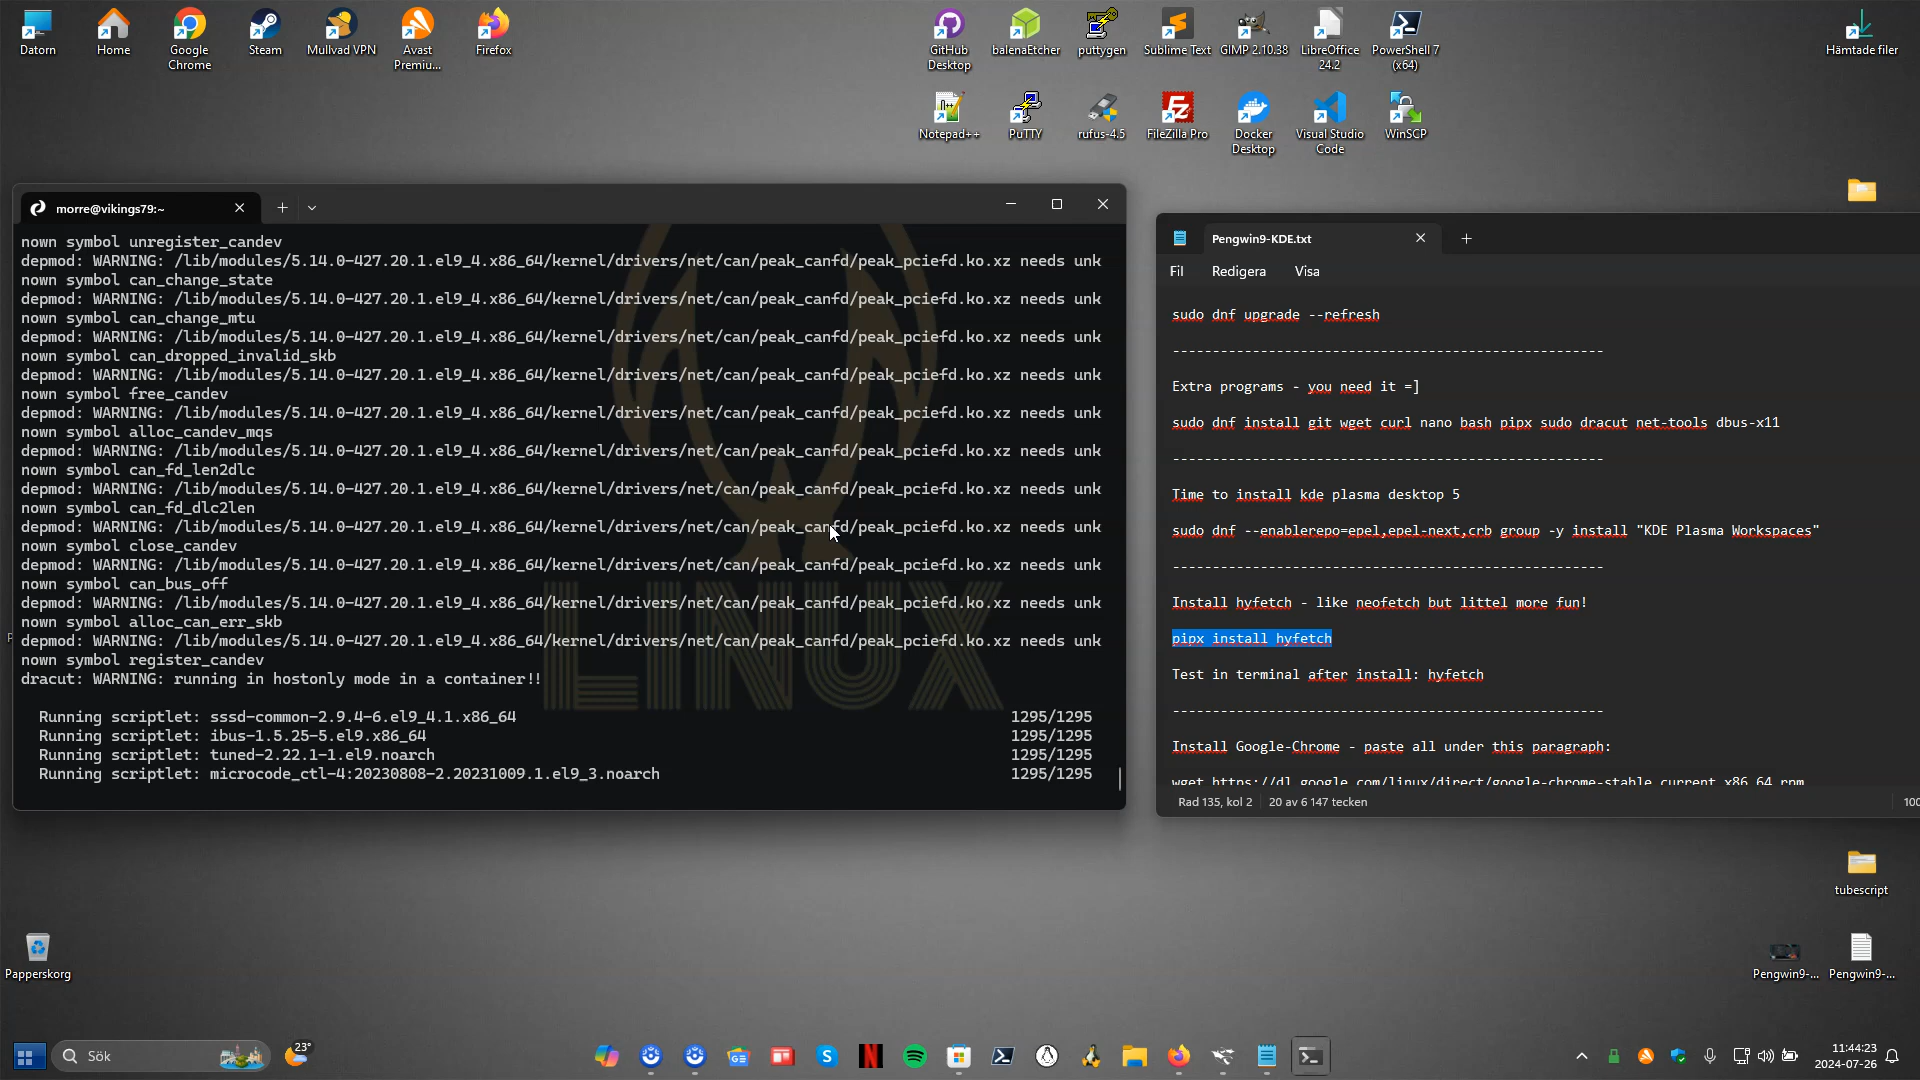 Datorn
Home
Google
Chrome
Steam
Mullvad VPN
Avast
Premiu...
Firefox
GitHub
Desktop
balenaEtcher
puttygen
Sublime Text
GIMP 2.10.38
LibreOffice
24.2
PowerShell 7
(x64)
Hämtade filer
Notepad++
PuTTY
rufus-4.5
FileZilla Pro
Docker
Desktop
Visual Studio
Code
WinSCP
morre@vikings79:~
nown symbol unregister_candev
depmod: WARNING: /lib/modules/5.14.0-427.20.1.el9_4.x86_64/kernel/drivers/net/can/peak_canfd/peak_pciefd.ko.xz needs unk
nown symbol can_change_state
depmod: WARNING: /lib/modules/5.14.0-427.20.1.el9_4.x86_64/kernel/drivers/net/can/peak_canfd/peak_pciefd.ko.xz needs unk
nown symbol can_change_mtu
depmod: WARNING: /lib/modules/5.14.0-427.20.1.el9_4.x86_64/kernel/drivers/net/can/peak_canfd/peak_pciefd.ko.xz needs unk
nown symbol can_dropped_invalid_skb
depmod: WARNING: /lib/modules/5.14.0-427.20.1.el9_4.x86_64/kernel/drivers/net/can/peak_canfd/peak_pciefd.ko.xz needs unk
nown symbol free_candev
depmod: WARNING: /lib/modules/5.14.0-427.20.1.el9_4.x86_64/kernel/drivers/net/can/peak_canfd/peak_pciefd.ko.xz needs unk
nown symbol alloc_candev_mqs
depmod: WARNING: /lib/modules/5.14.0-427.20.1.el9_4.x86_64/kernel/drivers/net/can/peak_canfd/peak_pciefd.ko.xz needs unk
nown symbol can_fd_len2dlc
depmod: WARNING: /lib/modules/5.14.0-427.20.1.el9_4.x86_64/kernel/drivers/net/can/peak_canfd/peak_pciefd.ko.xz needs unk
nown symbol can_fd_dlc2len
depmod: WARNING: /lib/modules/5.14.0-427.20.1.el9_4.x86_64/kernel/drivers/net/can/peak_canfd/peak_pciefd.ko.xz needs unk
nown symbol close_candev
depmod: WARNING: /lib/modules/5.14.0-427.20.1.el9_4.x86_64/kernel/drivers/net/can/peak_canfd/peak_pciefd.ko.xz needs unk
nown symbol can_bus_off
depmod: WARNING: /lib/modules/5.14.0-427.20.1.el9_4.x86_64/kernel/drivers/net/can/peak_canfd/peak_pciefd.ko.xz needs unk
nown symbol alloc_can_err_skb
depmod: WARNING: /lib/modules/5.14.0-427.20.1.el9_4.x86_64/kernel/drivers/net/can/peak_canfd/peak_pciefd.ko.xz needs unk
nown symbol register_candev
dracut: WARNING: running in hostonly mode in a container!!
LINUX
Running scriptlet: sssd-common-2.9.4-6.el9_4.1.x86_64 1295/1295
Running scriptlet: ibus-1.5.25-5.el9.x86_64 1295/1295
Running scriptlet: tuned-2.22.1-1.el9.noarch 1295/1295
Running scriptlet: microcode_ctl-4:20230808-2.20231009.1.el9_3.noarch 1295/1295
Pengwin9-KDE.txt
Fil Redigera Visa
sudo dnf upgrade --refresh
------------------------------------------------------
Extra programs - you need it =]
sudo dnf install git wget curl nano bash pipx sudo dracut net-tools dbus-x11
------------------------------------------------------
Time to install kde plasma desktop 5
sudo dnf --enablerepo=epel,epel-next,crb group -y install "KDE Plasma Workspaces"
------------------------------------------------------
Install hyfetch - like neofetch but littel more fun!
pipx install hyfetch
Test in terminal after install: hyfetch
------------------------------------------------------
Install Google-Chrome - paste all under this paragraph:
wget https://dl.google.com/linux/direct/google-chrome-stable_current_x86_64.rpm
Rad 135, kol 2 20 av 6 147 tecken 100
tubescript
Papperskorg
Pengwin9-...
Pengwin9-...
Sök
23°
GE
11:44:23
2024-07-26